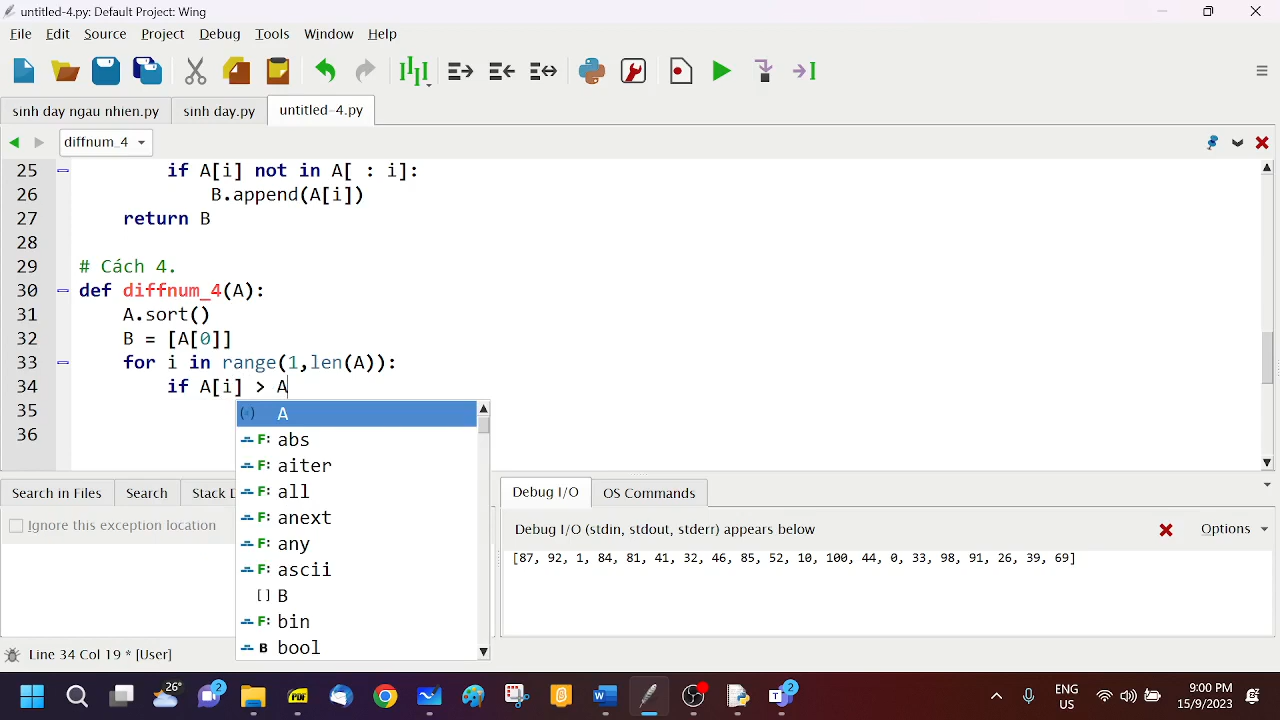 untitled-4.py: Default Project: Wing
File Edit Source Project Debug Tools Window Help
sinh day ngau nhien.py sinh day.py untitled-4.py
diffnum_4
25 if A[i] not in A[ : i]:
26 B.append(A[i])
27 return B
28
29 # Cách 4.
30 def diffnum_4(A):
31 A.sort()
32 B = [A[0]]
33 for i in range(1,len(A)):
34 if A[i] > A
35
36
A
F: abs
F: aiter
F: all
F: anext
F: any
F: ascii
[] B
F: bin
B bool
Search in Files Search Stack D
Ignore this exception location
Debug I/O OS Commands
Debug I/O (stdin, stdout, stderr) appears below Options
[87, 92, 1, 84, 81, 41, 32, 46, 85, 52, 10, 100, 44, 0, 33, 98, 91, 26, 39, 69]
Line 34 Col 19 * [User]
26° 2 PDF 2
ENG
US
9:00 PM
15/9/2023